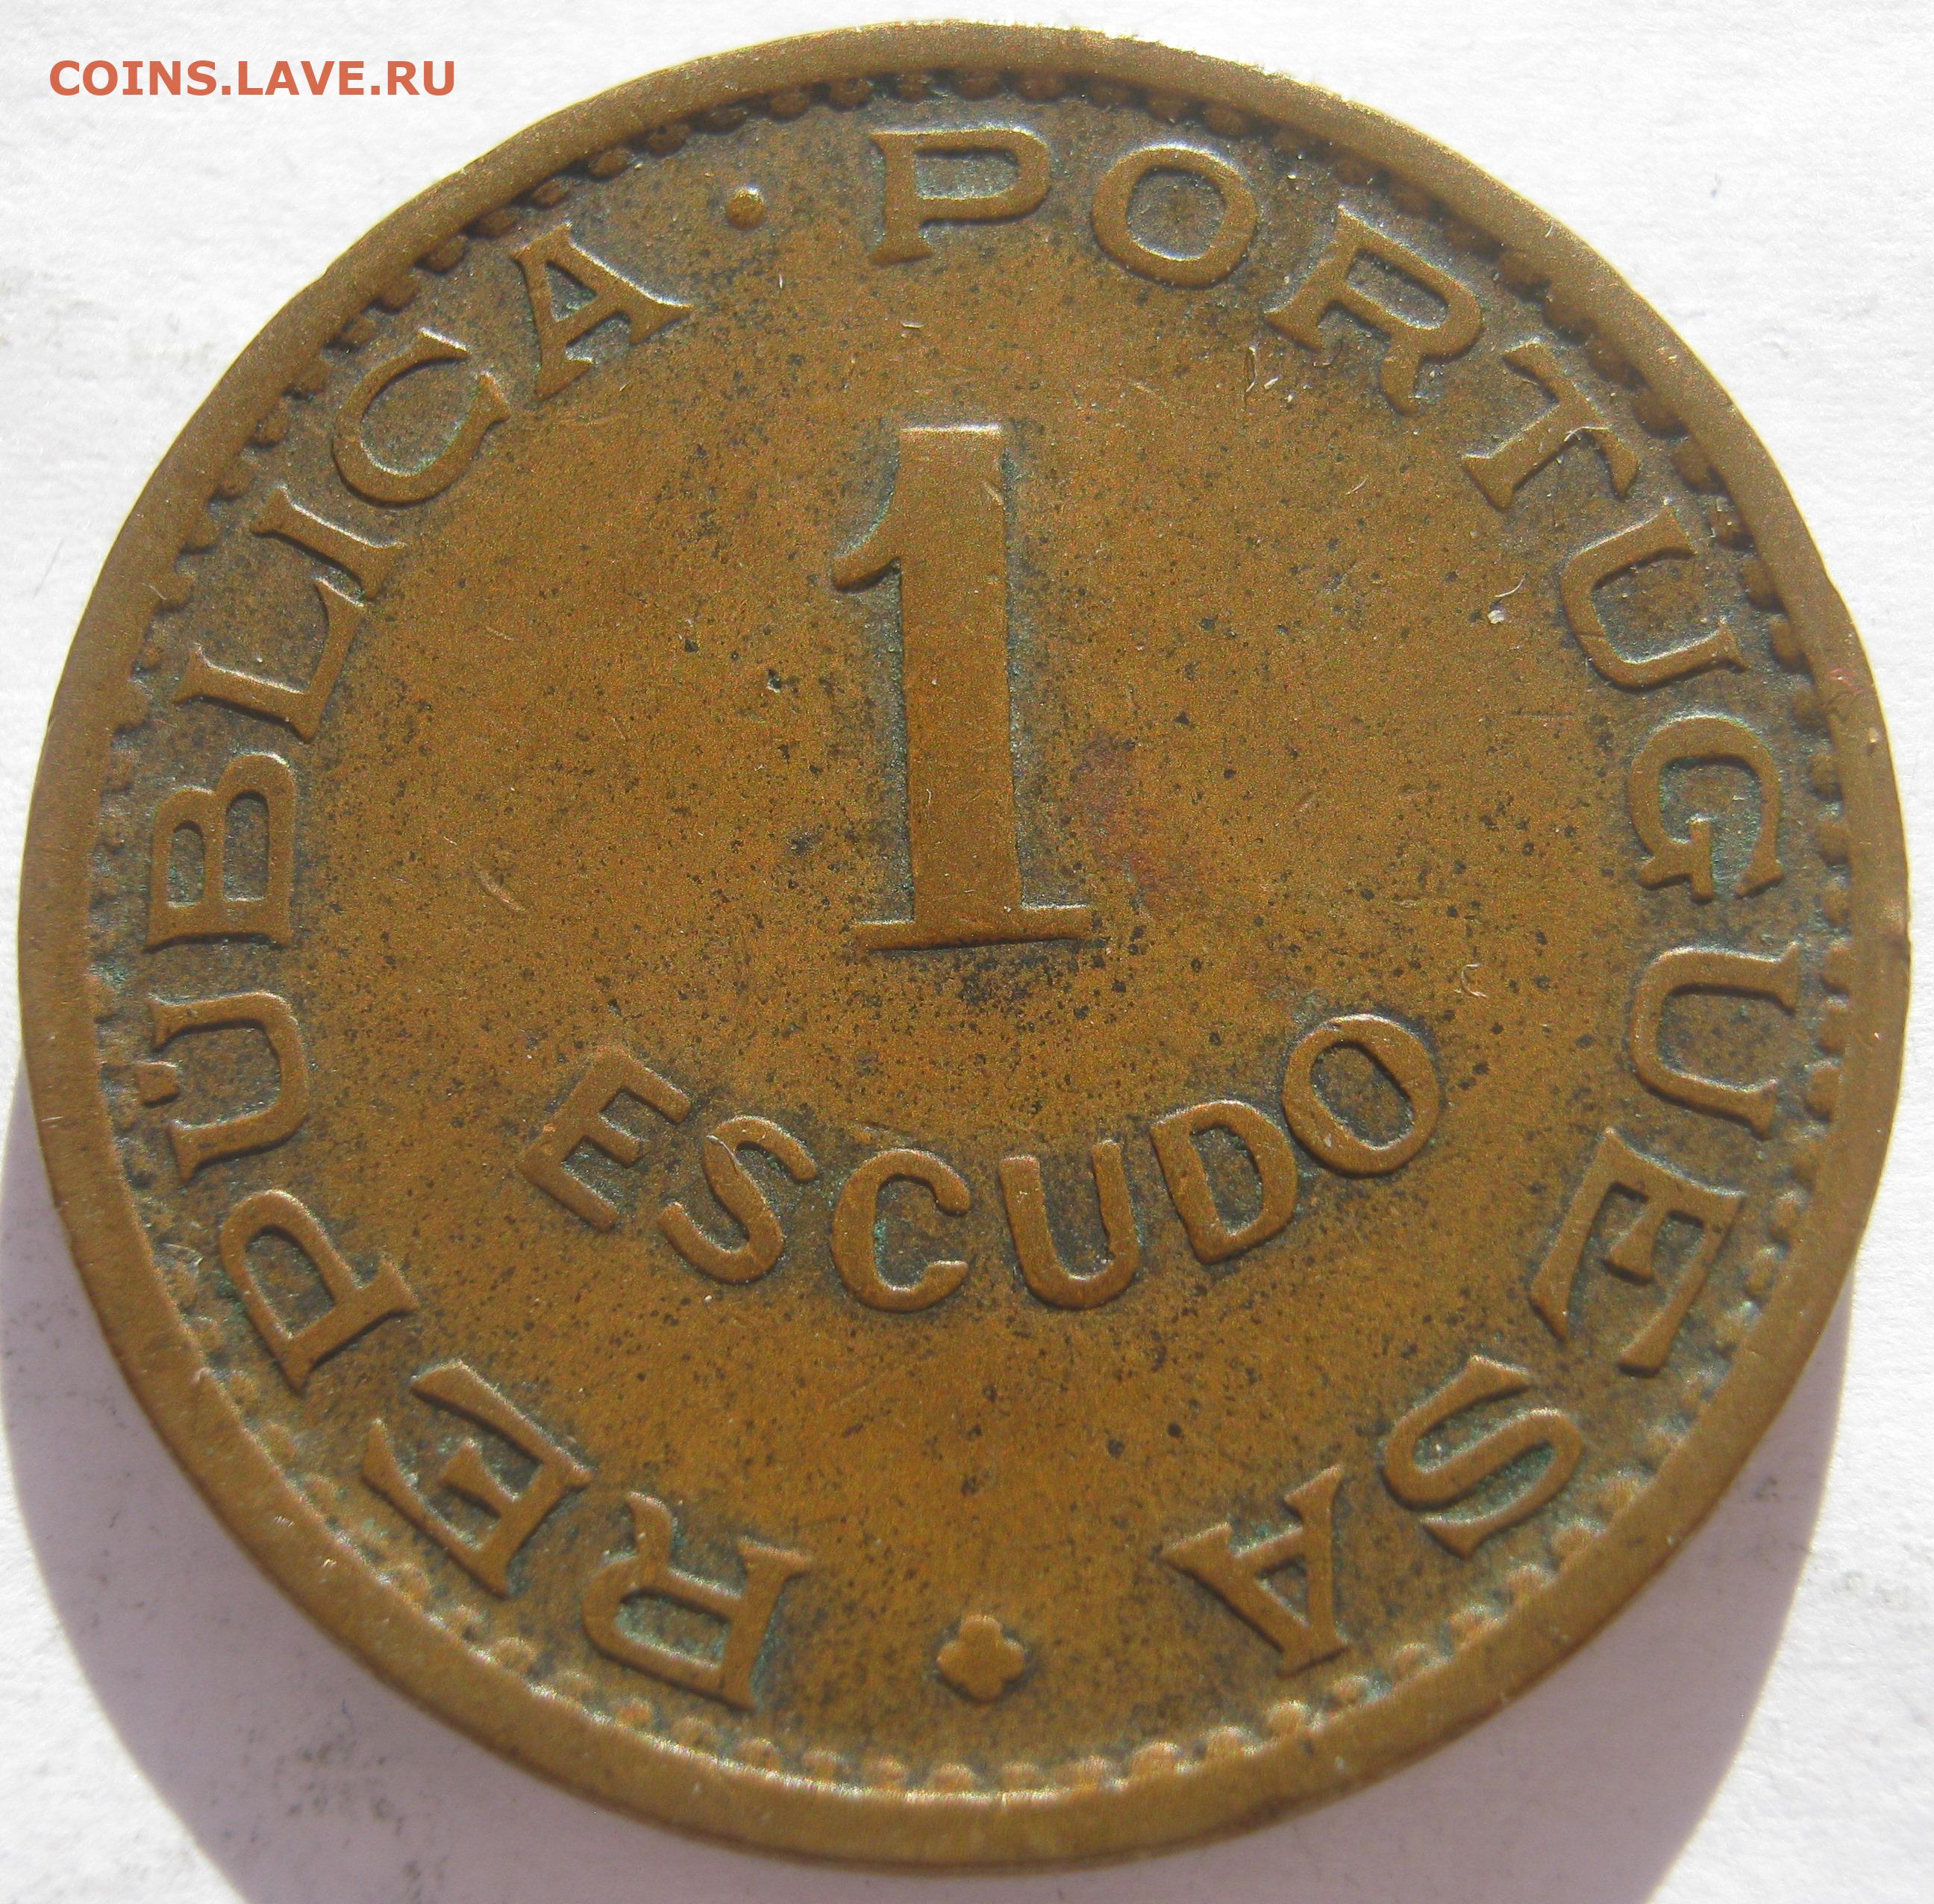 COINS.LAVE.RU
REPÚBLICA · PORTUGUESA
1
ESCUDO